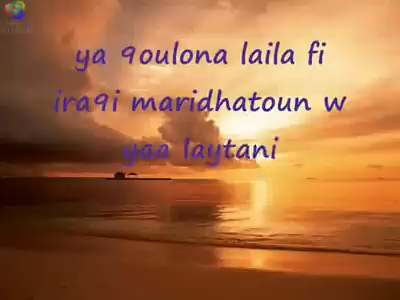 ya 9oulona laila fi
ira9i maridhatoun w
yaa laytani